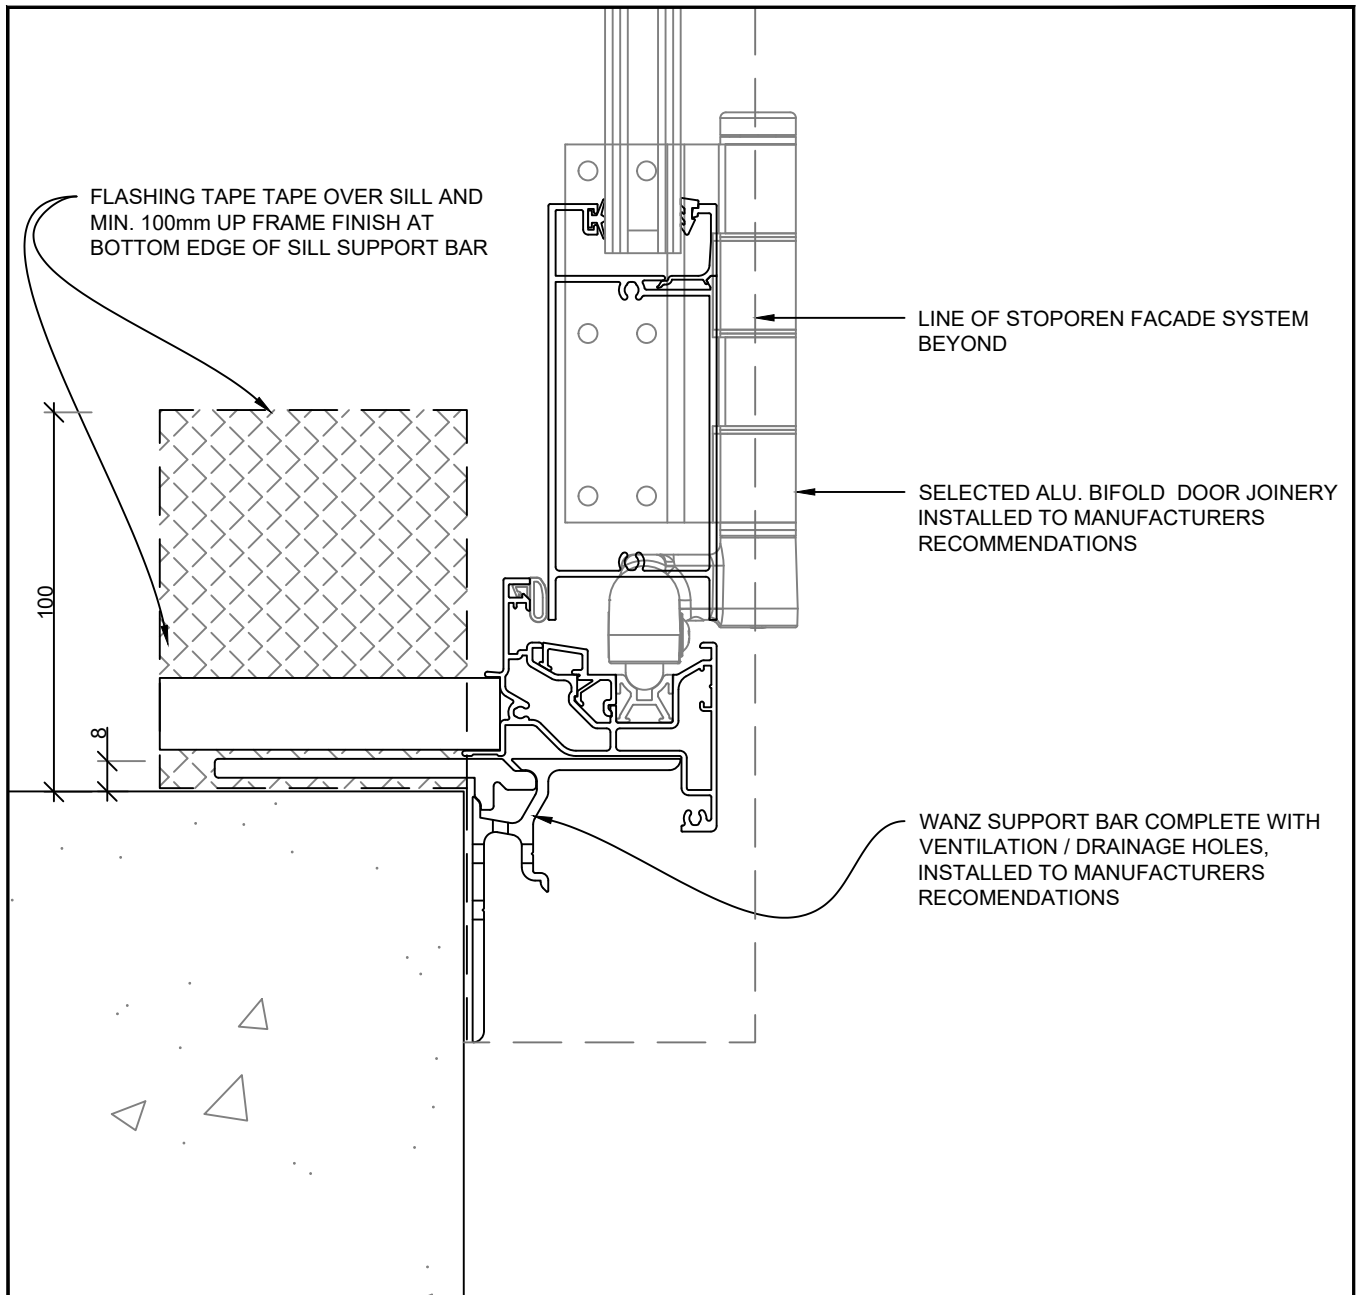 FLASHING TAPE TAPE OVER SILL AND
MIN. 100mm UP FRAME FINISH AT
BOTTOM EDGE OF SILL SUPPORT BAR
LINE OF STOPOREN FACADE SYSTEM
BEYOND
SELECTED ALU. BIFOLD DOOR JOINERY
INSTALLED TO MANUFACTURERS
RECOMMENDATIONS
100
8
WANZ SUPPORT BAR COMPLETE WITH
VENTILATION / DRAINAGE HOLES,
INSTALLED TO MANUFACTURERS
RECOMENDATIONS